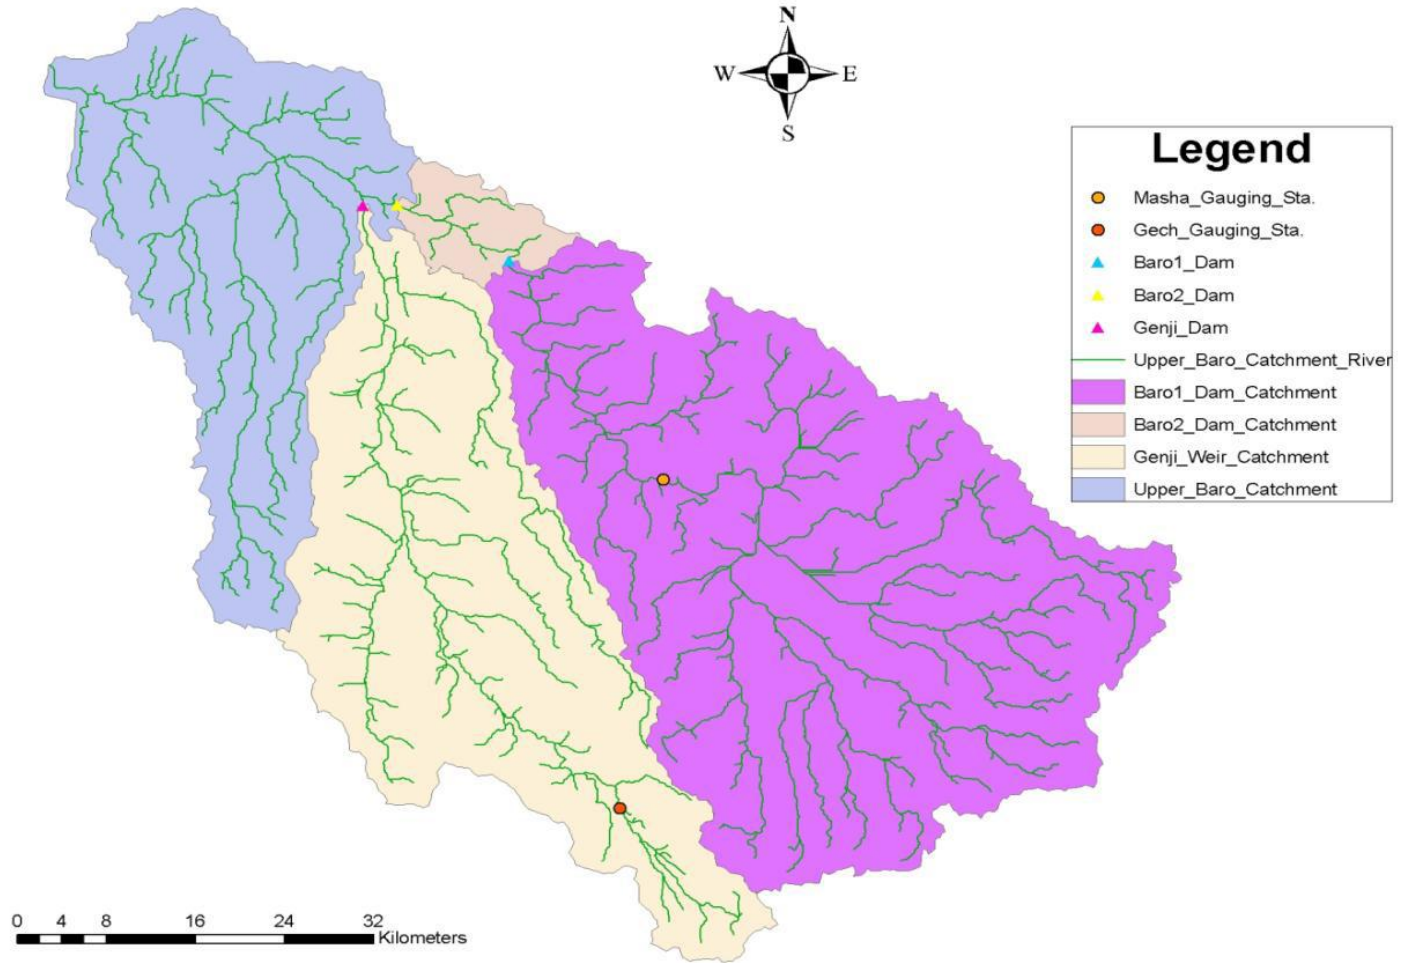 N
W E
S
Legend
Masha_Gauging_Sta.
Gech_Gauging_Sta.
Baro1_Dam
Baro2_Dam
Genji_Dam
Upper_Baro_Catchment_River
Baro1_Dam_Catchment
Baro2_Dam_Catchment
Genji_Weir_Catchment
Upper_Baro_Catchment
0 4 8 16 24 32
Kilometers